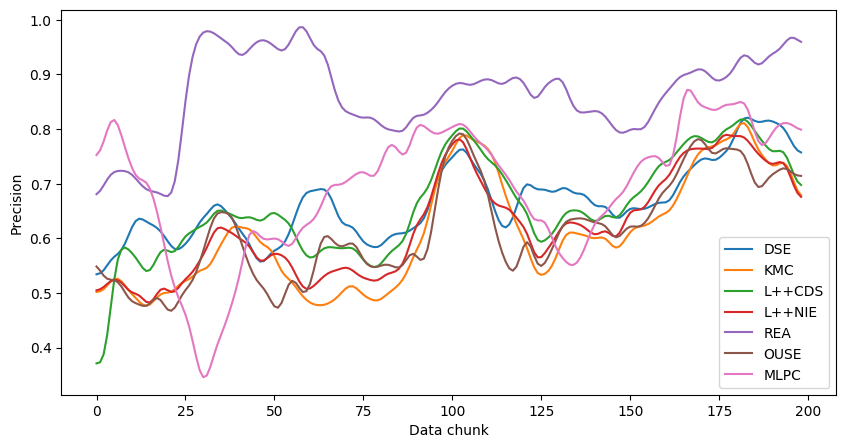 1.0
0.9
0.8
0.7
0.6
0.5
0.4
Precision
0
25
50
75
100
125
150
175
200
Data chunk
DSE
KMC
L++CDS
L++NIE
REA
OUSE
MLPC